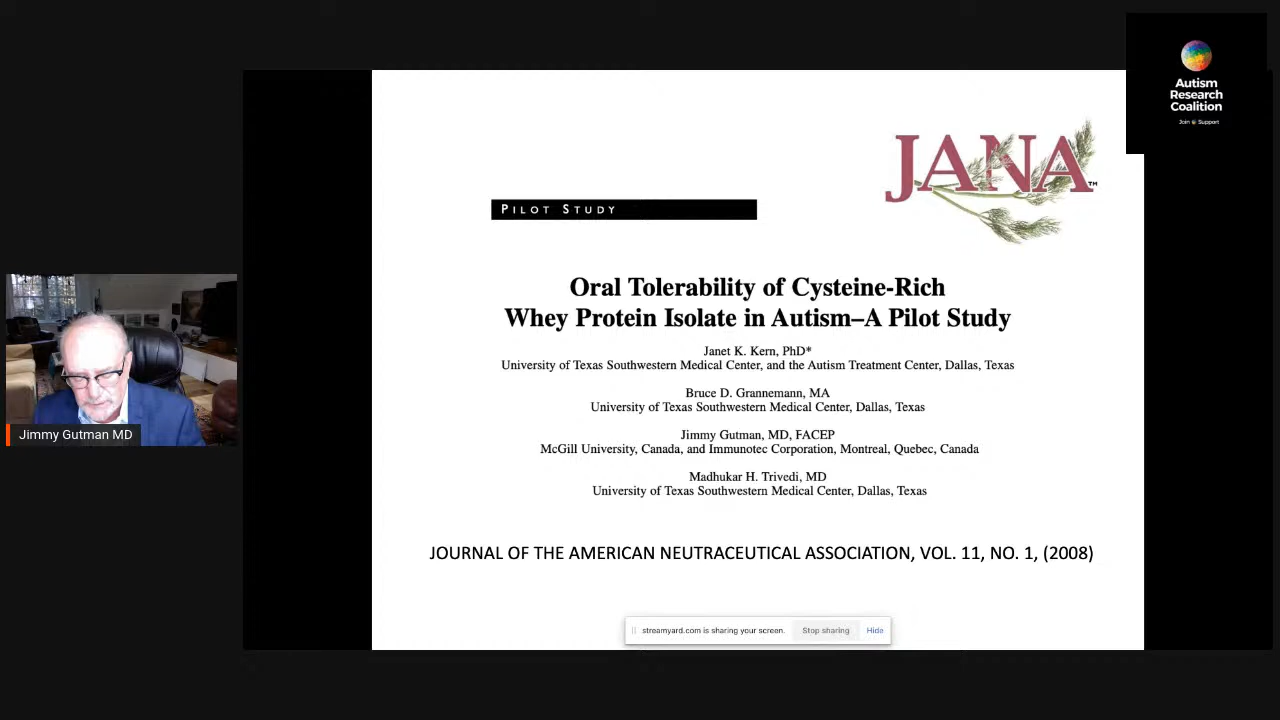 Autism
Research
Coalition
Join & Support
JANA™
PILOT STUDY
Oral Tolerability of Cysteine-Rich
Whey Protein Isolate in Autism–A Pilot Study
Janet K. Kern, PhD*
University of Texas Southwestern Medical Center, and the Autism Treatment Center, Dallas, Texas
Bruce D. Grannemann, MA
University of Texas Southwestern Medical Center, Dallas, Texas
Jimmy Gutman, MD, FACEP
McGill University, Canada, and Immunotec Corporation, Montreal, Quebec, Canada
Madhukar H. Trivedi, MD
University of Texas Southwestern Medical Center, Dallas, Texas
JOURNAL OF THE AMERICAN NEUTRACEUTICAL ASSOCIATION, VOL. 11, NO. 1, (2008)
Jimmy Gutman MD
streamyard.com is sharing your screen. Stop sharing Hide